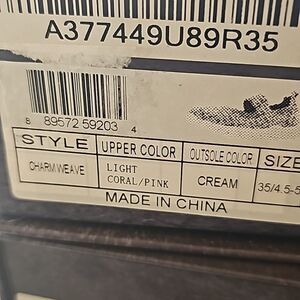 A377449U89R35
8 89572 59203 4
STYLE UPPER COLOR OUTSOLE COLOR SIZE
CHARM WEAVE LIGHT CORAL/PINK CREAM 35/4.5-5
MADE IN CHINA